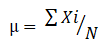 μ = ∑Xi/N